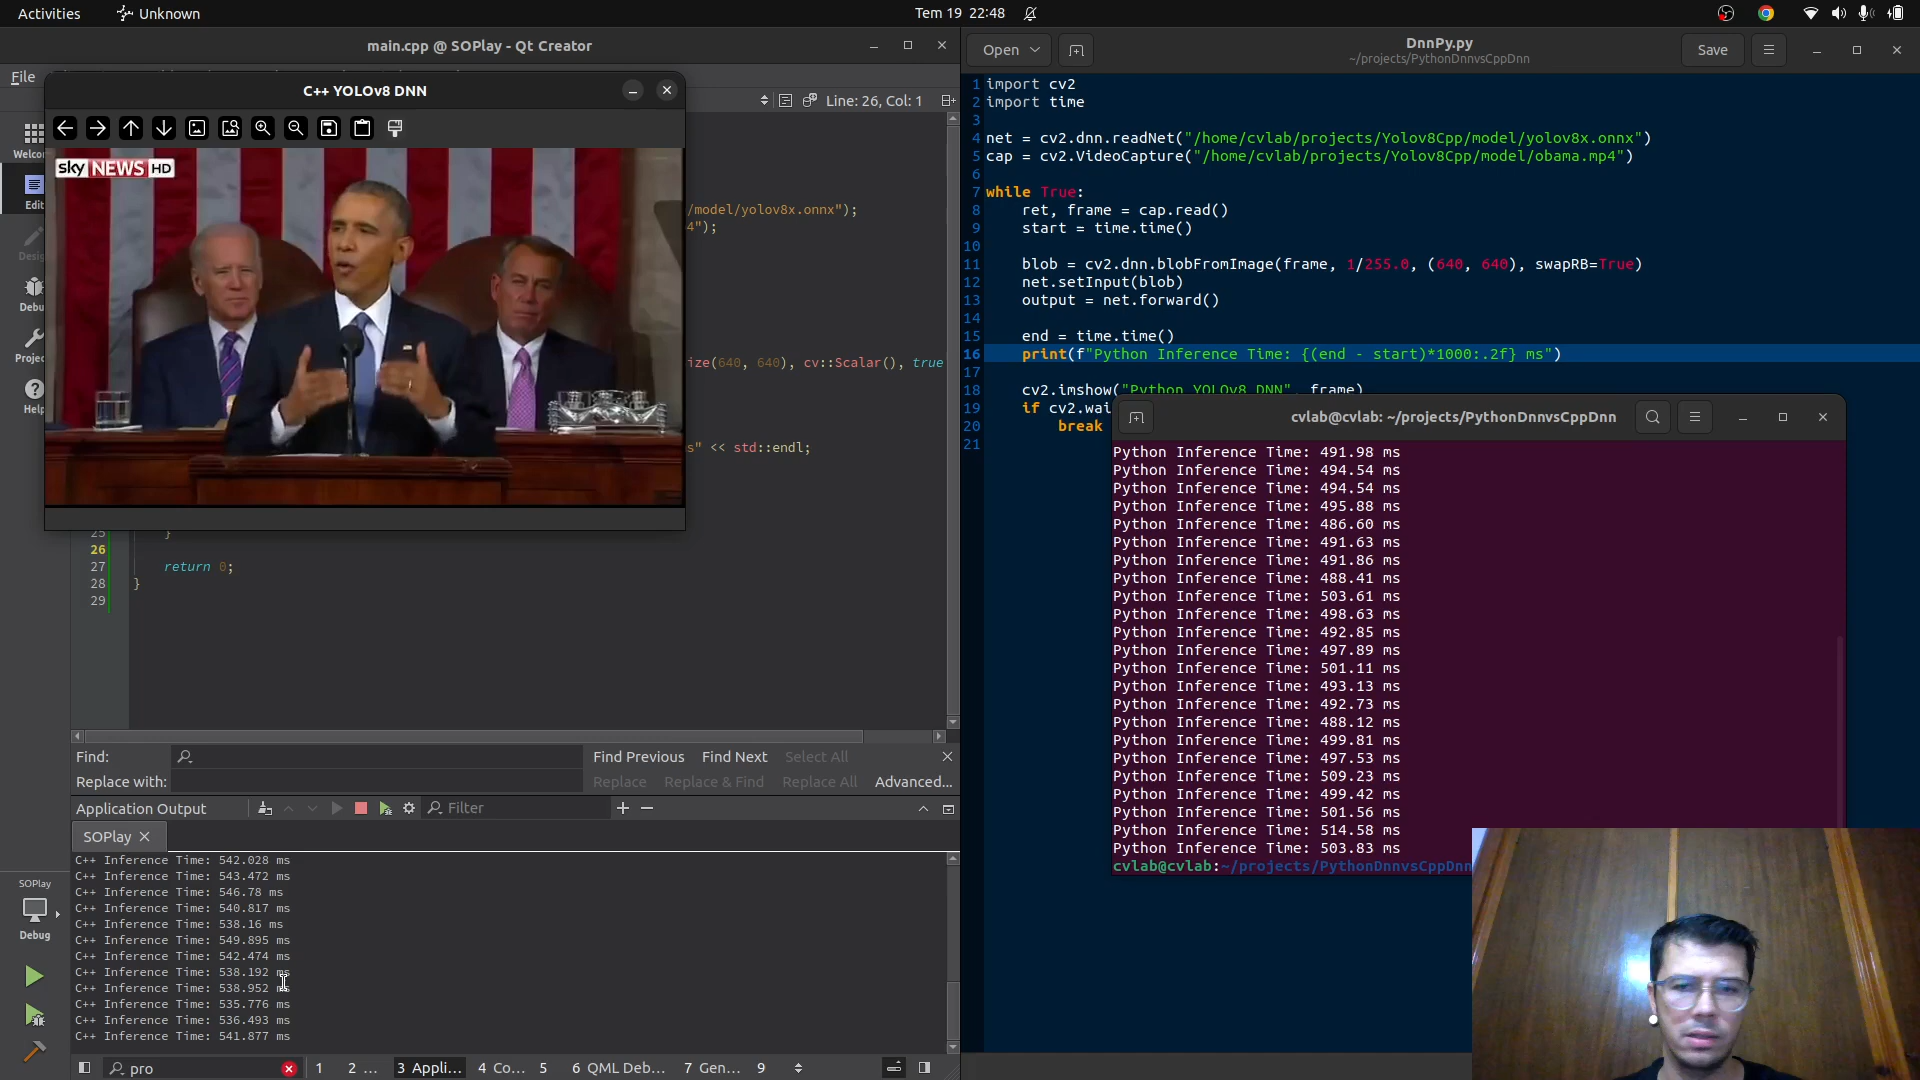 Activities
Unknown
Tem 19 22:48
main.cpp @ SOPlay - Qt Creator
File
C++ YOLOv8 DNN
Line: 26, Col: 1
sky NEWS HD
Welcon
Edit
Desig
Debu
Projec
Help
/model/yolov8x.onnx");
4");
ize(640, 640), cv::Scalar(), true
s" << std::endl;
25 }
26
27 return 0;
28 }
29
Find:
Find Previous Find Next Select All
Replace with:
Replace Replace & Find Replace All Advanced...
Application Output
Filter
SOPlay
C++ Inference Time: 542.028 ms
C++ Inference Time: 543.472 ms
C++ Inference Time: 546.78 ms
C++ Inference Time: 540.817 ms
C++ Inference Time: 538.16 ms
C++ Inference Time: 549.895 ms
C++ Inference Time: 542.474 ms
C++ Inference Time: 538.192 ms
C++ Inference Time: 538.952 ms
C++ Inference Time: 535.776 ms
C++ Inference Time: 536.493 ms
C++ Inference Time: 541.877 ms
SOPlay
Debug
pro
1 2 ... 3 Appli... 4 Co... 5 6 QML Deb... 7 Gen... 9
Open
DnnPy.py
~/projects/PythonDnnvsCppDnn
Save
1 import cv2
2 import time
3
4 net = cv2.dnn.readNet("/home/cvlab/projects/Yolov8Cpp/model/yolov8x.onnx")
5 cap = cv2.VideoCapture("/home/cvlab/projects/Yolov8Cpp/model/obama.mp4")
6
7 while True:
8 ret, frame = cap.read()
9 start = time.time()
10
11 blob = cv2.dnn.blobFromImage(frame, 1/255.0, (640, 640), swapRB=True)
12 net.setInput(blob)
13 output = net.forward()
14
15 end = time.time()
16 print(f"Python Inference Time: {(end - start)*1000:.2f} ms")
17
18 cv2.imshow("Python YOLOv8 DNN", frame)
19 if cv2.wai
20 break
21
cvlab@cvlab: ~/projects/PythonDnnvsCppDnn
Python Inference Time: 491.98 ms
Python Inference Time: 494.54 ms
Python Inference Time: 494.54 ms
Python Inference Time: 495.88 ms
Python Inference Time: 486.60 ms
Python Inference Time: 491.63 ms
Python Inference Time: 491.86 ms
Python Inference Time: 488.41 ms
Python Inference Time: 503.61 ms
Python Inference Time: 498.63 ms
Python Inference Time: 492.85 ms
Python Inference Time: 497.89 ms
Python Inference Time: 501.11 ms
Python Inference Time: 493.13 ms
Python Inference Time: 492.73 ms
Python Inference Time: 488.12 ms
Python Inference Time: 499.81 ms
Python Inference Time: 497.53 ms
Python Inference Time: 509.23 ms
Python Inference Time: 499.42 ms
Python Inference Time: 501.56 ms
Python Inference Time: 514.58 ms
Python Inference Time: 503.83 ms
cvlab@cvlab:~/projects/PythonDnnvsCppDnn